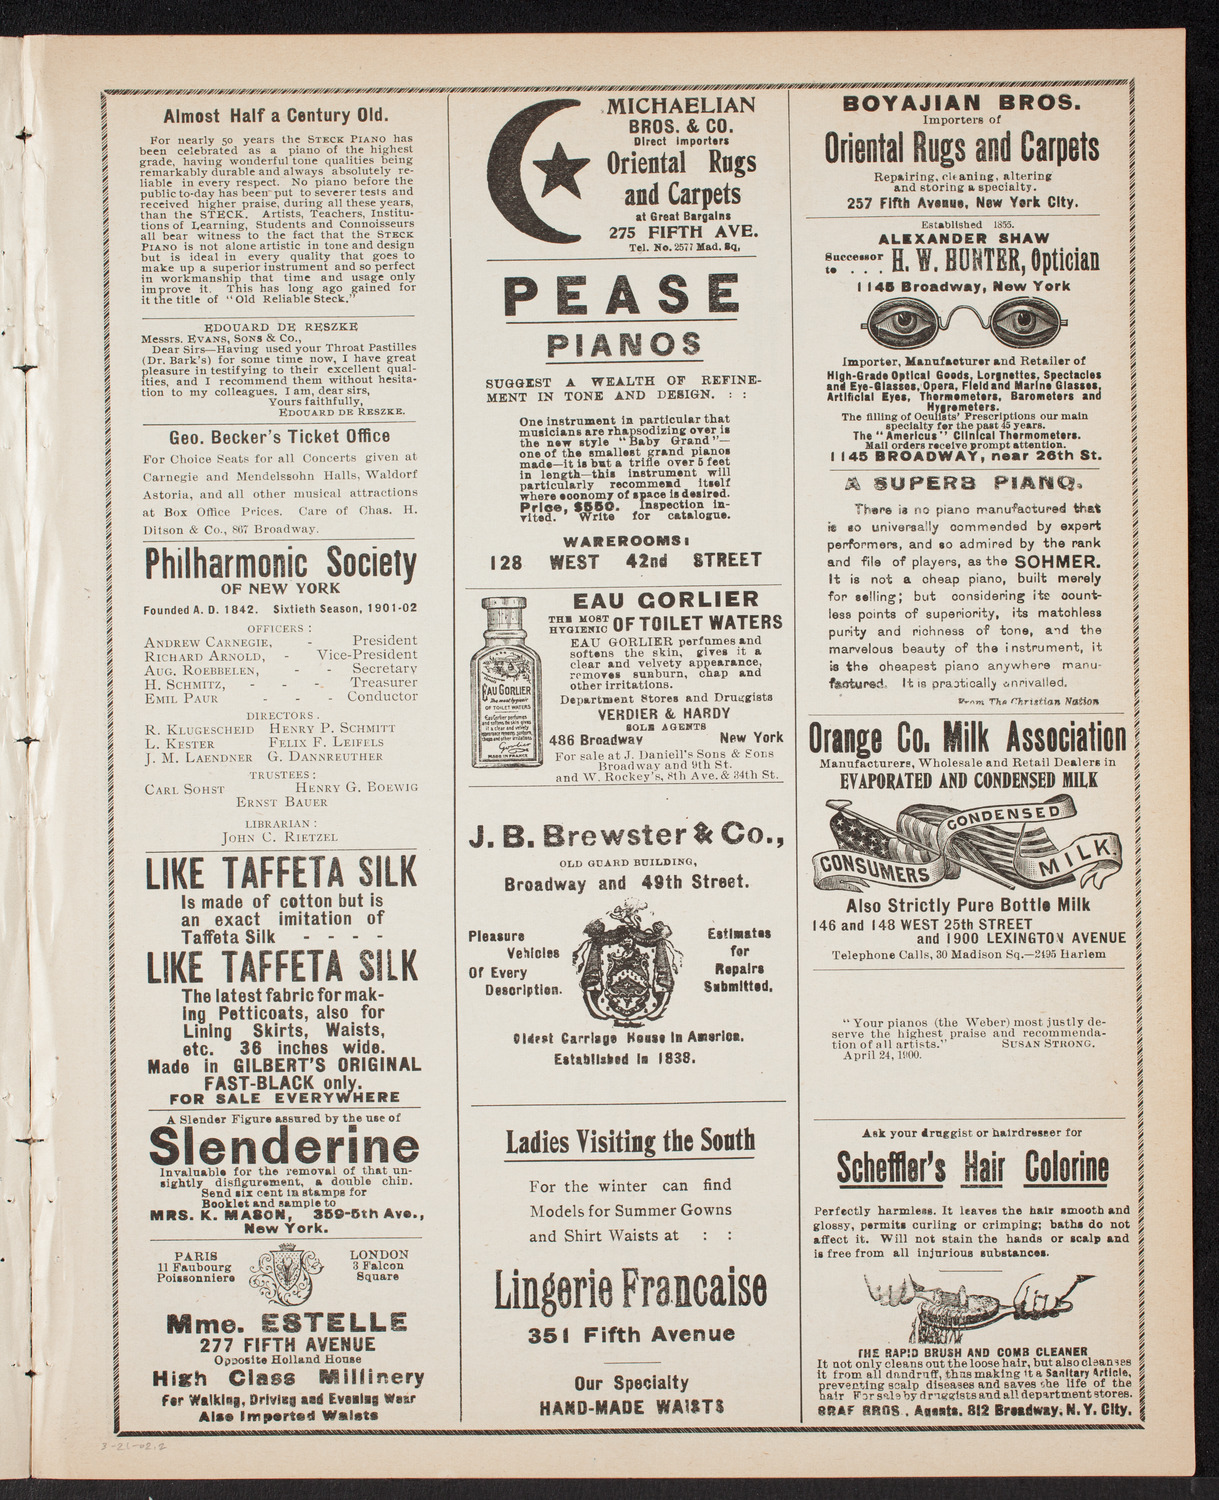 Almost Half a Century Old.
For nearly 50 years the STECK PIANO has
been celebrated as a piano of the highest
grade, having wonderful tone qualities being
remarkably durable and always absolutely re-
liable in every respect. No piano before the
public to-day has been put to severer tests and
received higher praise, during all these years,
than the STECK. Artists, Teachers, Institu-
tions of Learning, Students and Connoisseurs
all bear witness to the fact that the STECK
PIANO is not alone artistic in tone and design
but is ideal in every quality that goes to
make up a superior instrument and so perfect
in workmanship that time and usage only
improve it. This has long ago gained for
it the title of "Old Reliable Steck."
EDOUARD DE RESZKE
Messrs. EVANS, SONS & Co.,
Dear Sirs—Having used your Throat Pastilles
(Dr. Bark's) for some time now, I have great
pleasure in testifying to their excellent qual-
ities, and I recommend them without hesita-
tion to my colleagues. I am, dear sirs,
Yours faithfully,
EDOUARD DE RESZKE.
Geo. Becker's Ticket Office
For Choice Seats for all Concerts given at
Carnegie and Mendelssohn Halls, Waldorf
Astoria, and all other musical attractions
at Box Office Prices. Care of Chas. H.
Ditson & Co., 867 Broadway.
Philharmonic Society
OF NEW YORK
Founded A. D. 1842. Sixtieth Season, 1901-02
OFFICERS:
ANDREW CARNEGIE, - President
RICHARD ARNOLD, - - Vice-President
AUG. ROEBBELEN, - - Secretary
H. SCHMITZ, - - - Treasurer
EMIL PAUR - - - Conductor
DIRECTORS.
R. KLUGESCHEID HENRY P. SCHMITT
L. KESTER FELIX F. LEIFELS
J. M. LAENDNER G. DANNREUTHER
TRUSTEES:
CARL SOHST HENRY G. BOEWIG
ERNST BAUER
LIBRARIAN:
JOHN C. RIETZEL
LIKE TAFFETA SILK
Is made of cotton but is
an exact imitation of
Taffeta Silk - - - -
LIKE TAFFETA SILK
The latest fabric for mak-
ing Petticoats, also for
Lining Skirts, Waists,
etc. 36 inches wide.
Made in GILBERT'S ORIGINAL
FAST-BLACK only.
FOR SALE EVERYWHERE
A Slender Figure assured by the use of
Slenderine
Invaluable for the removal of that un-
sightly disfigurement, a double chin.
Send six cent in stamps for
Booklet and sample to
MRS. K. MASON, 359-5th Ave.,
New York.
PARIS
11 Faubourg
Poissonniere
LONDON
3 Falcon
Square
Mme. ESTELLE
277 FIFTH AVENUE
Opposite Holland House
High Class Millinery
For Walking, Driving and Evening Wear
Also Imported Waists
MICHAELIAN
BROS. & CO.
Direct Importers
Oriental Rugs
and Carpets
at Great Bargains
275 FIFTH AVE.
Tel. No. 2577 Mad. Sq.
PEASE
PIANOS
SUGGEST A WEALTH OF REFINE-
MENT IN TONE AND DESIGN. : :
One instrument in particular that
musicians are rhapsodizing over is
the new style "Baby Grand"—
one of the smallest grand pianos
made—it is but a trifle over 5 feet
in length—this instrument will
particularly recommend itself
where economy of space is desired.
Price, $550. Inspection in-
vited. Write for catalogue.
WAREROOMS:
128 WEST 42nd STREET
EAU GORLIER
THE MOST
HYGIENIC OF TOILET WATERS
EAU GORLIER perfumes and
softens the skin, gives it a
clear and velvety appearance,
removes sunburn, chap and
other irritations.
Department Stores and Druggists
VERDIER & HARDY
SOLE AGENTS
486 Broadway New York
For sale at J. Daniell's Sons & Sons
Broadway and 9th St.
and W. Rockey's, 8th Ave. & 34th St.
EAU GORLIER
The most hygienic
OF TOILET WATERS
MADE IN FRANCE
J. B. Brewster & Co.,
OLD GUARD BUILDING,
Broadway and 49th Street.
Pleasure
Vehicles
Of Every
Description.
Estimates
for
Repairs
Submitted.
Oldest Carriage House in America.
Established in 1838.
Ladies Visiting the South
For the winter can find
Models for Summer Gowns
and Shirt Waists at : :
Lingerie Francaise
351 Fifth Avenue
Our Specialty
HAND-MADE WAISTS
BOYAJIAN BROS.
Importers of
Oriental Rugs and Carpets
Repairing, cleaning, altering
and storing a specialty.
257 Fifth Avenue, New York City.
Established 1855.
ALEXANDER SHAW
Successor
to . . . H. W. HUNTER, Optician
1145 Broadway, New York
Importer, Manufacturer and Retailer of
High-Grade Optical Goods, Lorgnettes, Spectacles
and Eye-Glasses, Opera, Field and Marine Glasses,
Artificial Eyes, Thermometers, Barometers and
Hygrometers.
The filling of Oculists' Prescriptions our main
specialty for the past 45 years.
The "Americus" Clinical Thermometers.
Mail orders receive prompt attention.
1145 BROADWAY, near 26th St.
A SUPERB PIANO.
There is no piano manufactured that
is so universally commended by expert
performers, and so admired by the rank
and file of players, as the SOHMER.
It is not a cheap piano, built merely
for selling; but considering its count-
less points of superiority, its matchless
purity and richness of tone, and the
marvelous beauty of the instrument, it
is the cheapest piano anywhere manu-
factured. It is practically unrivalled.
From The Christian Nation
Orange Co. Milk Association
Manufacturers, Wholesale and Retail Dealers in
EVAPORATED AND CONDENSED MILK
CONSUMERS CONDENSED MILK.
Also Strictly Pure Bottle Milk
146 and 148 WEST 25th STREET
and 1900 LEXINGTON AVENUE
Telephone Calls, 30 Madison Sq.—2495 Harlem
"Your pianos (the Weber) most justly de-
serve the highest praise and recommenda-
tion of all artists." SUSAN STRONG.
April 24, 1900.
Ask your druggist or hairdresser for
Scheffler's Hair Colorine
Perfectly harmless. It leaves the hair smooth and
glossy, permits curling or crimping; baths do not
affect it. Will not stain the hands or scalp and
is free from all injurious substances.
THE RAPID BRUSH AND COMB CLEANER
It not only cleans out the loose hair, but also cleanses
it from all dandruff, thus making it a Sanitary Article,
preventing scalp diseases and saves the life of the
hair For sale by druggists and all department stores.
GRAF BROS., Agents. 812 Broadway, N. Y. City.
3-21-02.2